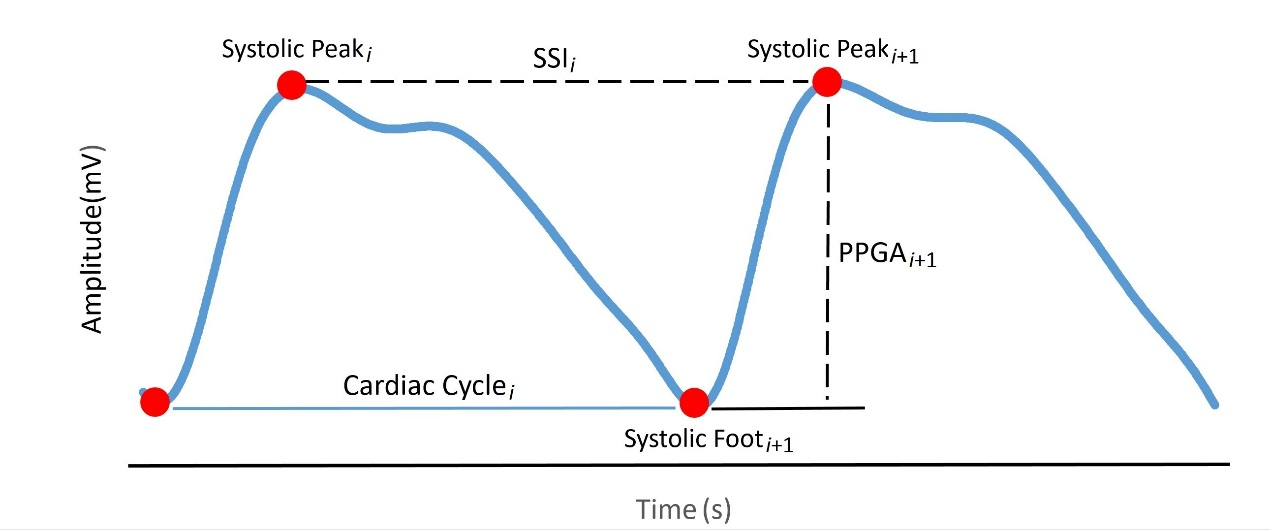 Systolic Peak i
SSI i
Systolic Peak i+1
Amplitude(mV)
PPGA i+1
Cardiac Cycle i
Systolic Foot i+1
Time (s)